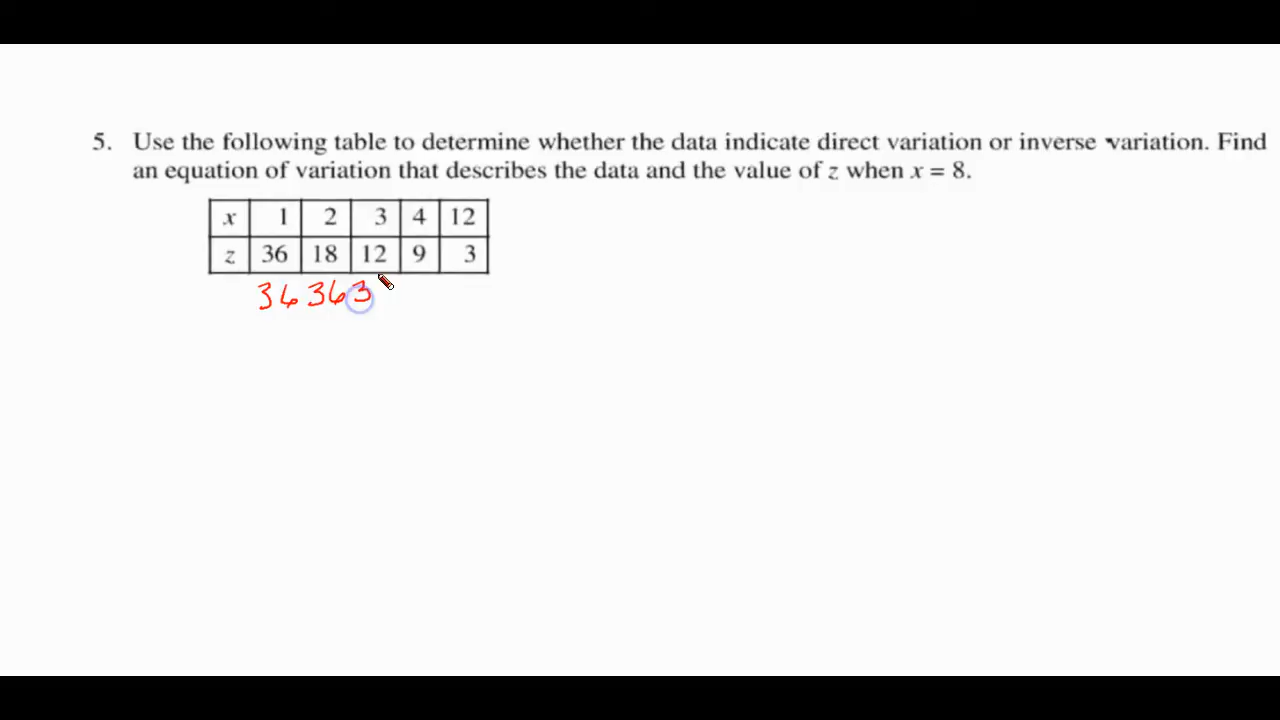 5. Use the following table to determine whether the data indicate direct variation or inverse variation. Find
an equation of variation that describes the data and the value of z when x = 8.
x 1 2 3 4 12
z 36 18 12 9 3
36 36 3